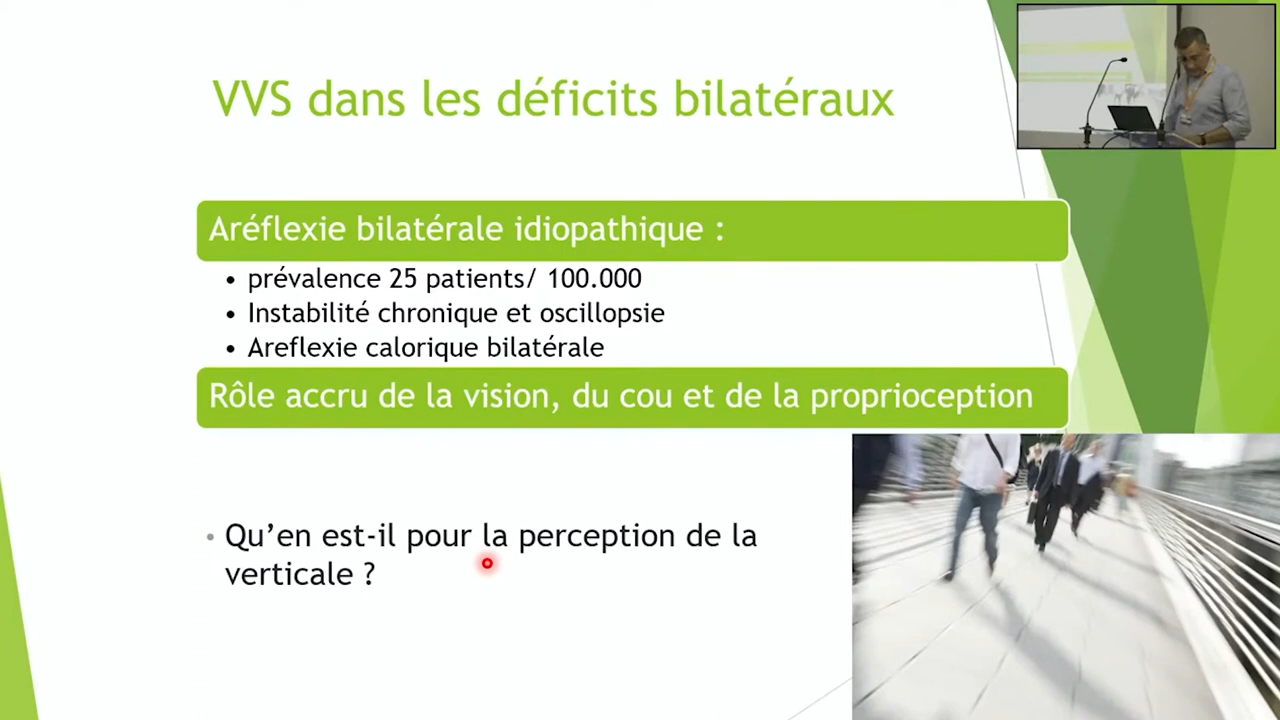 VVS dans les déficits bilatéraux
Aréflexie bilatérale idiopathique :
• prévalence 25 patients/ 100.000
• Instabilité chronique et oscillopsie
• Areflexie calorique bilatérale
Rôle accru de la vision, du cou et de la proprioception
• Qu’en est-il pour la perception de la
verticale ?